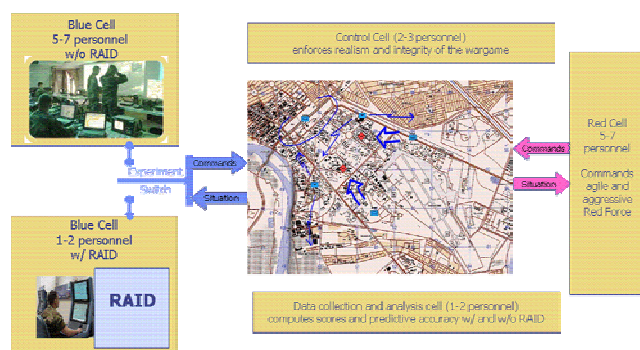 Blue Cell
5-7 personnel
w/o RAID
Control Cell (2-3 personnel)
enforces realism and integrity of the wargame
Commands
Situation
Experiment
Switch
Commands
Situation
Red Cell
5-7
personnel
Commands
agile and
aggressive
Red Force
Blue Cell
1-2 personnel
w/ RAID
RAID
Data collection and analysis cell (1-2 personnel)
computes scores and predictive accuracy w/ and w/o RAID